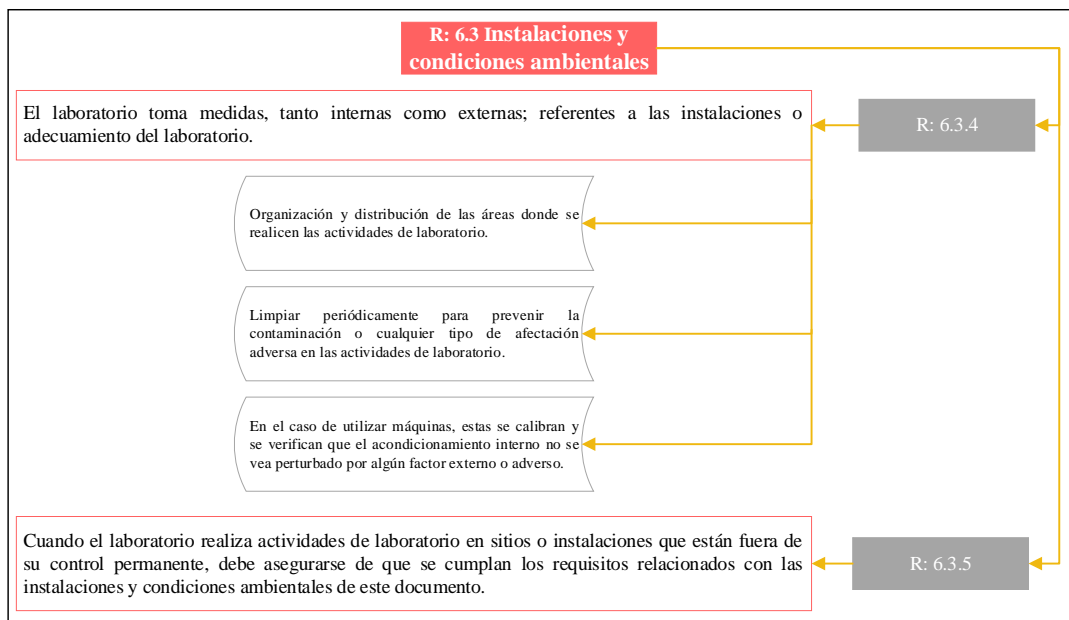 R: 6.3 Instalaciones y
condiciones ambientales
El laboratorio toma medidas, tanto internas como externas; referentes a las instalaciones o
adecuamiento del laboratorio.
R: 6.3.4
Organización y distribución de las áreas donde se
realicen las actividades de laboratorio.
Limpiar periódicamente para prevenir la
contaminación o cualquier tipo de afectación
adversa en las actividades de laboratorio.
En el caso de utilizar máquinas, estas se calibran y
se verifican que el acondicionamiento interno no se
vea perturbado por algún factor externo o adverso.
Cuando el laboratorio realiza actividades de laboratorio en sitios o instalaciones que están fuera de
su control permanente, debe asegurarse de que se cumplan los requisitos relacionados con las
instalaciones y condiciones ambientales de este documento.
R: 6.3.5